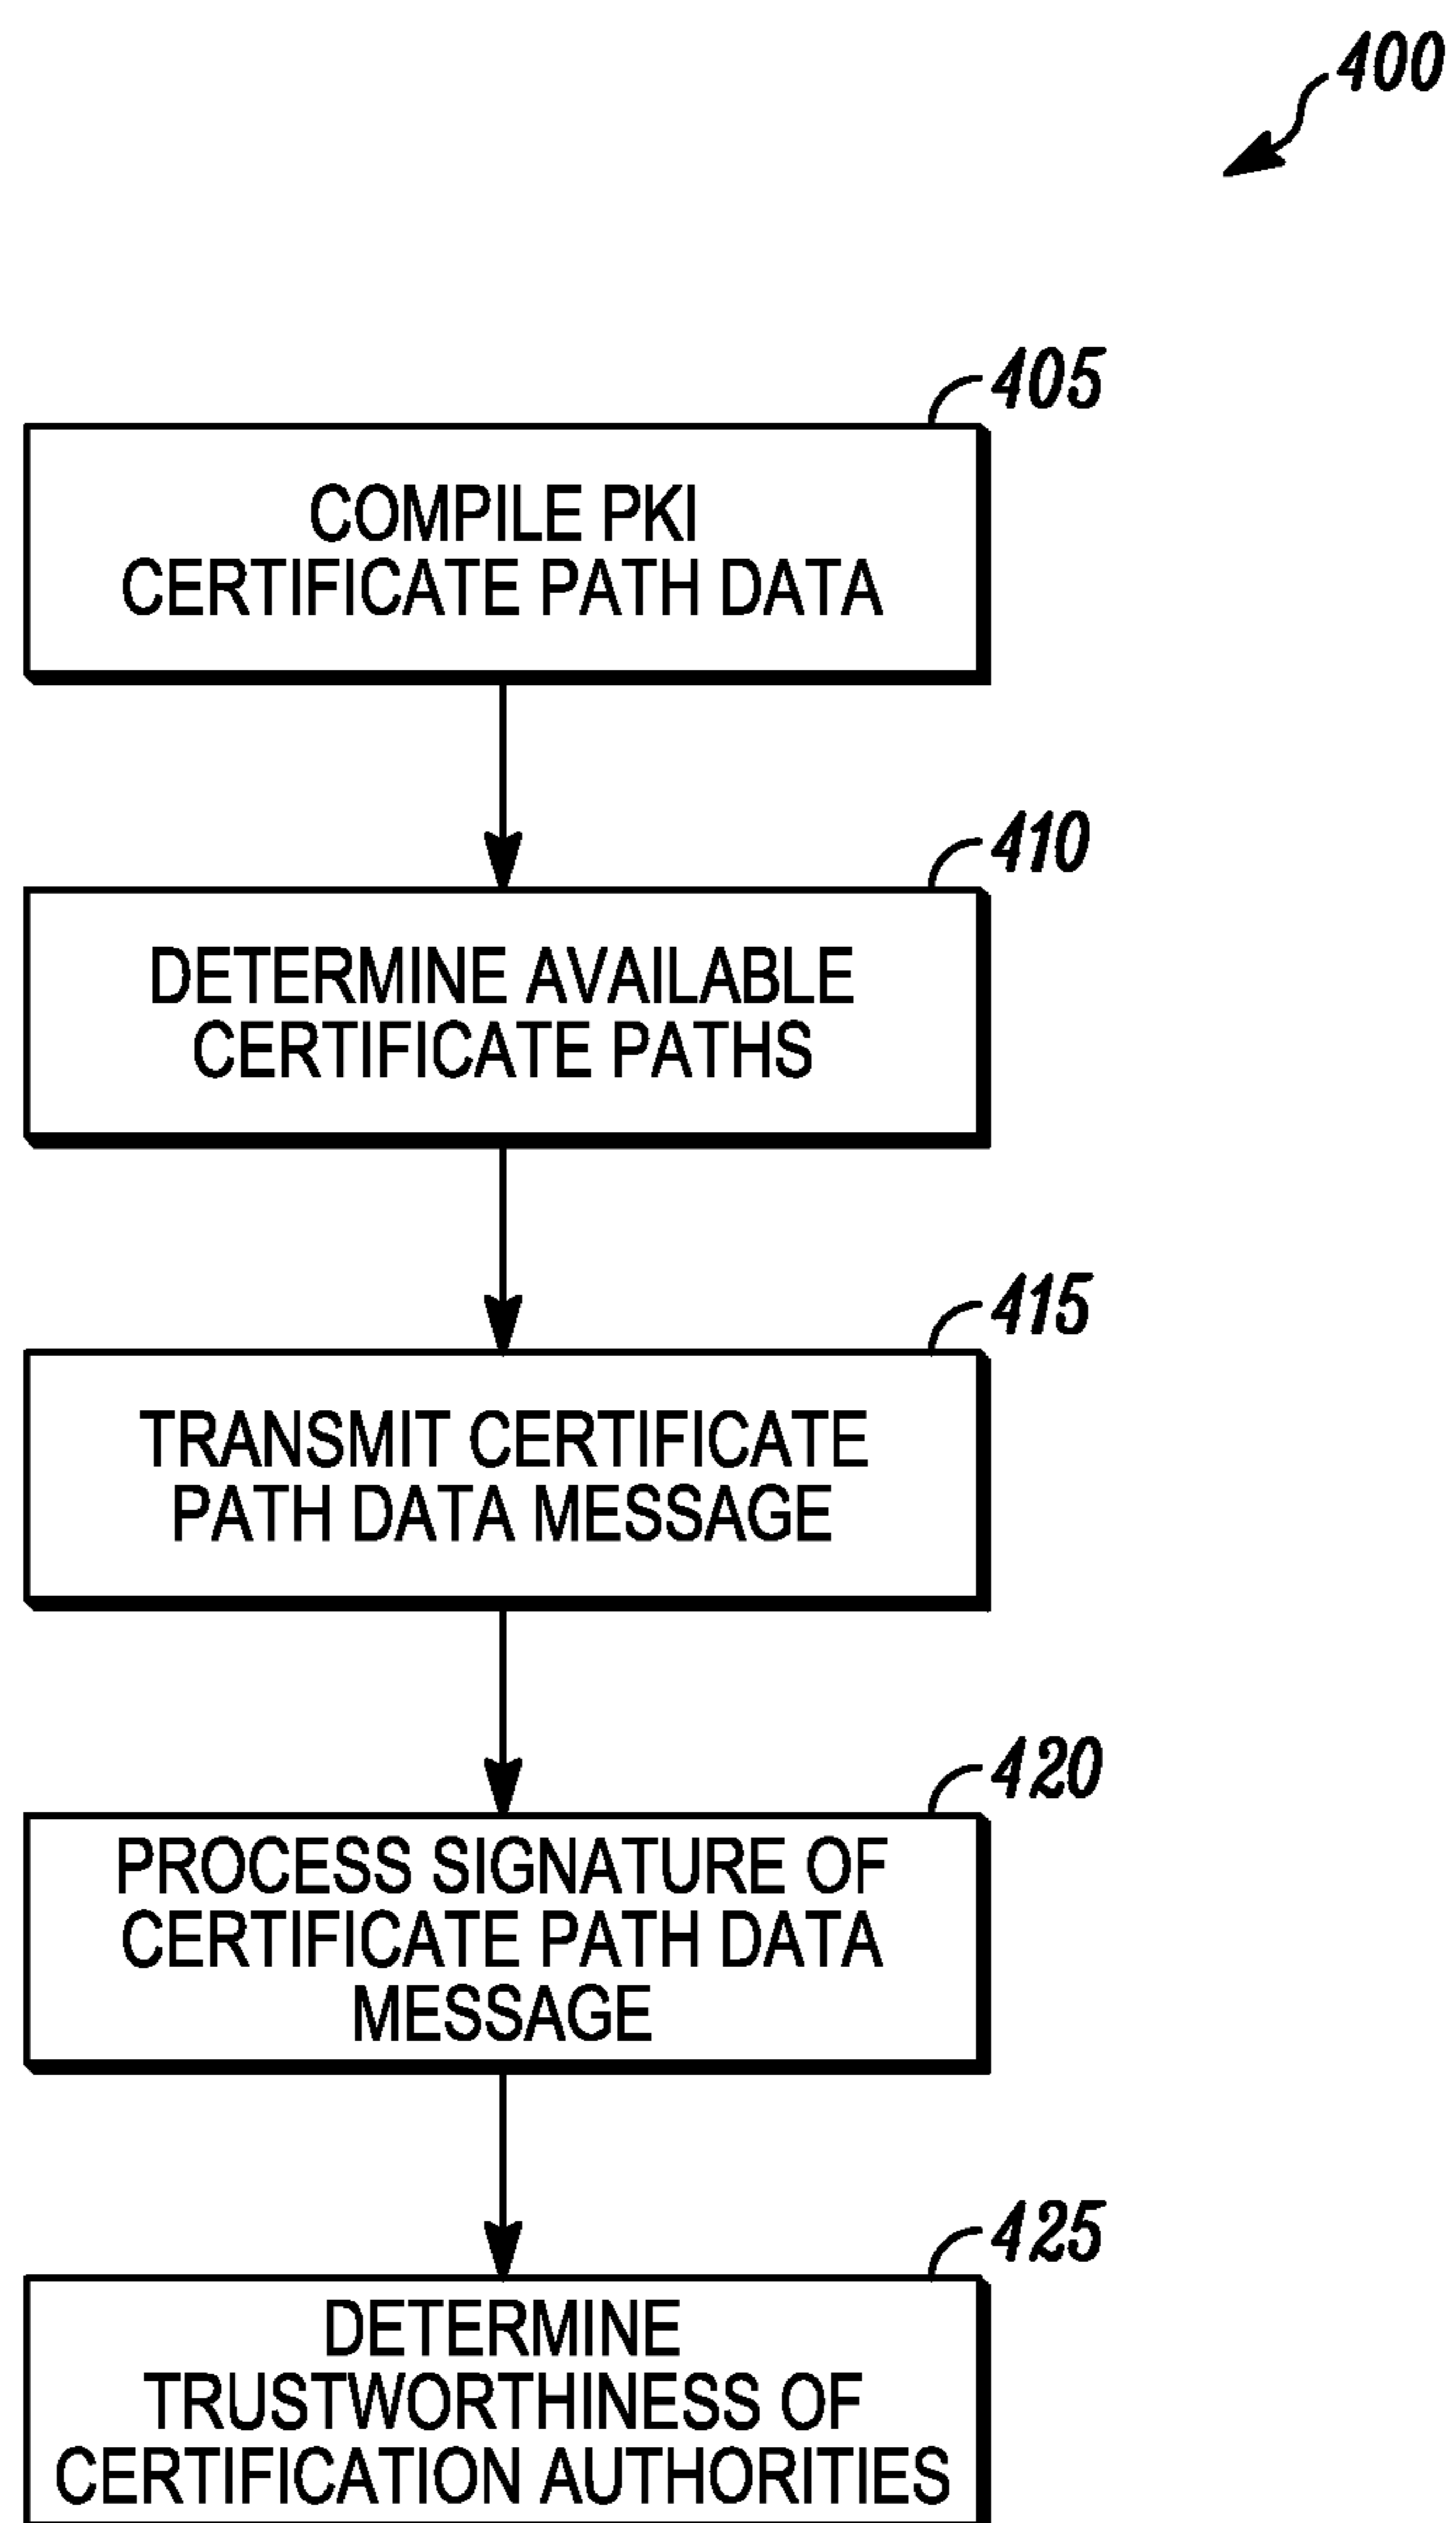 400
405
COMPILE PKI
CERTIFICATE PATH DATA
410
DETERMINE AVAILABLE
CERTIFICATE PATHS
415
TRANSMIT CERTIFICATE
PATH DATA MESSAGE
420
PROCESS SIGNATURE OF
CERTIFICATE PATH DATA
MESSAGE
425
DETERMINE
TRUSTWORTHINESS OF
CERTIFICATION AUTHORITIES